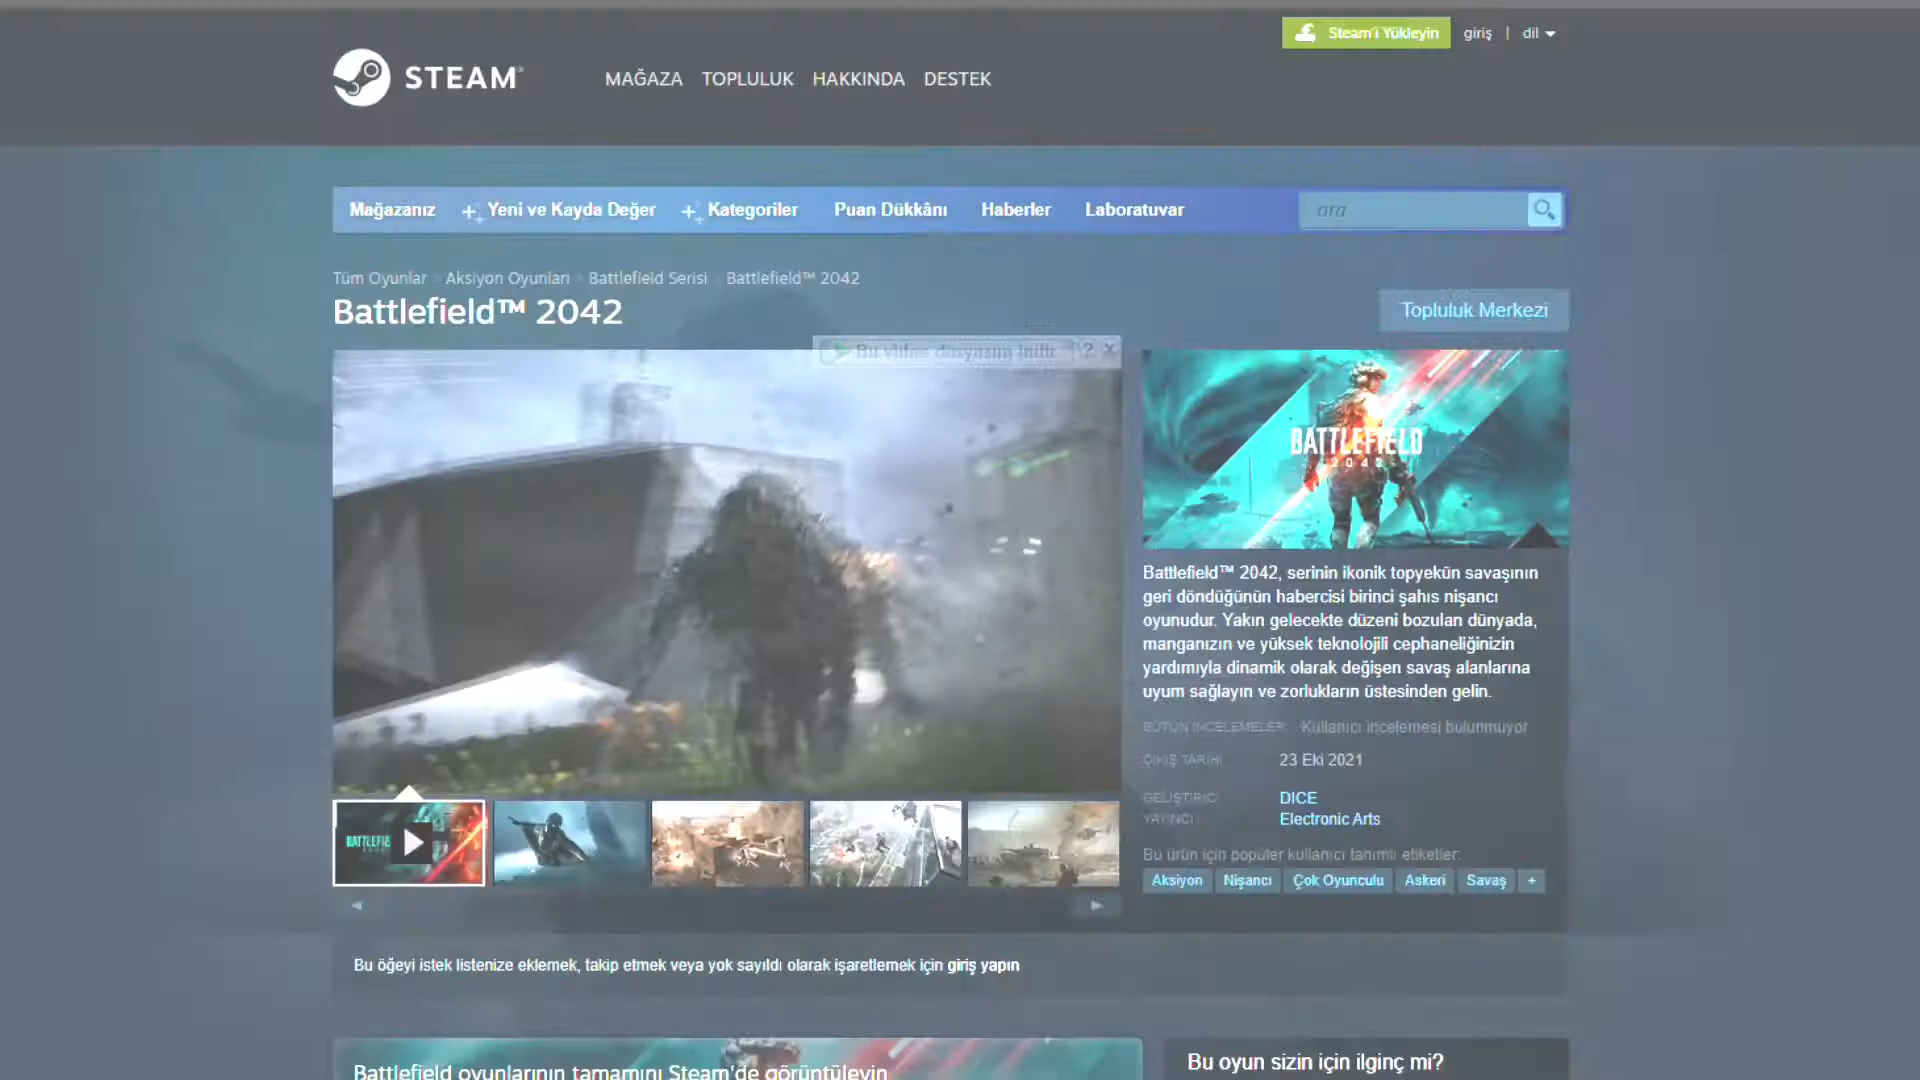 Steam'i Yükleyin
giriş | dil
STEAM®
MAĞAZA TOPLULUK HAKKINDA DESTEK
Mağazanız Yeni ve Kayda Değer Kategoriler Puan Dükkânı Haberler Laboratuvar ara
Tüm Oyunlar > Aksiyon Oyunları > Battlefield Serisi > Battlefield™ 2042
Battlefield™ 2042
Topluluk Merkezi
? X
BATTLEFIELD
2042
Battlefield™ 2042, serinin ikonik topyekûn savaşının
geri döndüğünün habercisi birinci şahıs nişancı
oyunudur. Yakın gelecekte düzeni bozulan dünyada,
manganızın ve yüksek teknolojili cephaneliğinizin
yardımıyla dinamik olarak değişen savaş alanlarına
uyum sağlayın ve zorlukların üstesinden gelin.
BÜTÜN İNCELEMELER: Kullanıcı incelemesi bulunmuyor
ÇIKIŞ TARİHİ: 23 Eki 2021
GELİŞTİRİCİ: DICE
YAYINCI: Electronic Arts
BATTLEFIE
Bu ürün için popüler kullanıcı tanımlı etiketler:
Aksiyon Nişancı Çok Oyunculu Askeri Savaş +
Bu öğeyi istek listenize eklemek, takip etmek veya yok sayıldı olarak işaretlemek için giriş yapın
Battlefield oyunlarının tamamını Steam'de görüntüleyin
Bu oyun sizin için ilginç mi?